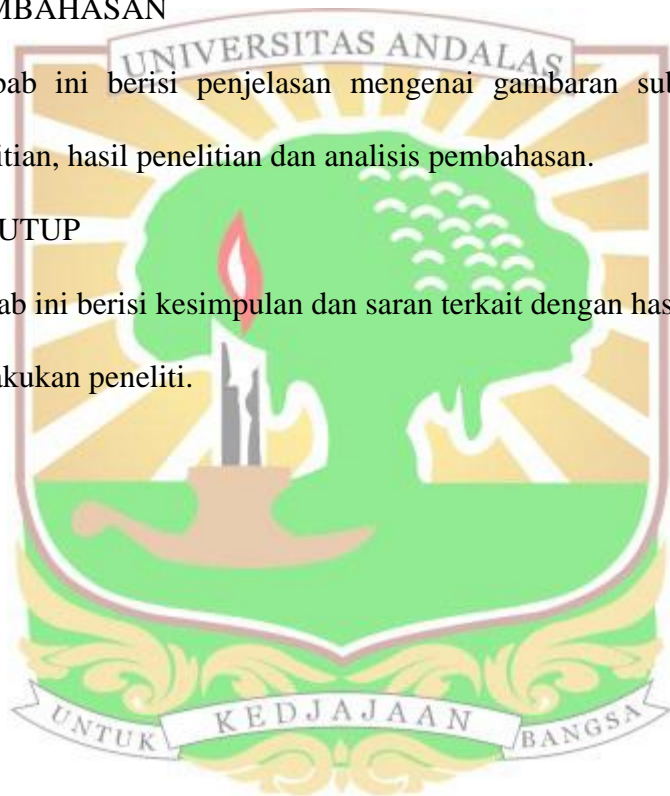 MBAHASAN
UNIVERSITAS ANDALAS
bab ini berisi penjelasan mengenai gambaran sub
itian, hasil penelitian dan analisis pembahasan.
UTUP
ab ini berisi kesimpulan dan saran terkait dengan has
akukan peneliti.
UNTUK KEDJAJAAN BANGSA